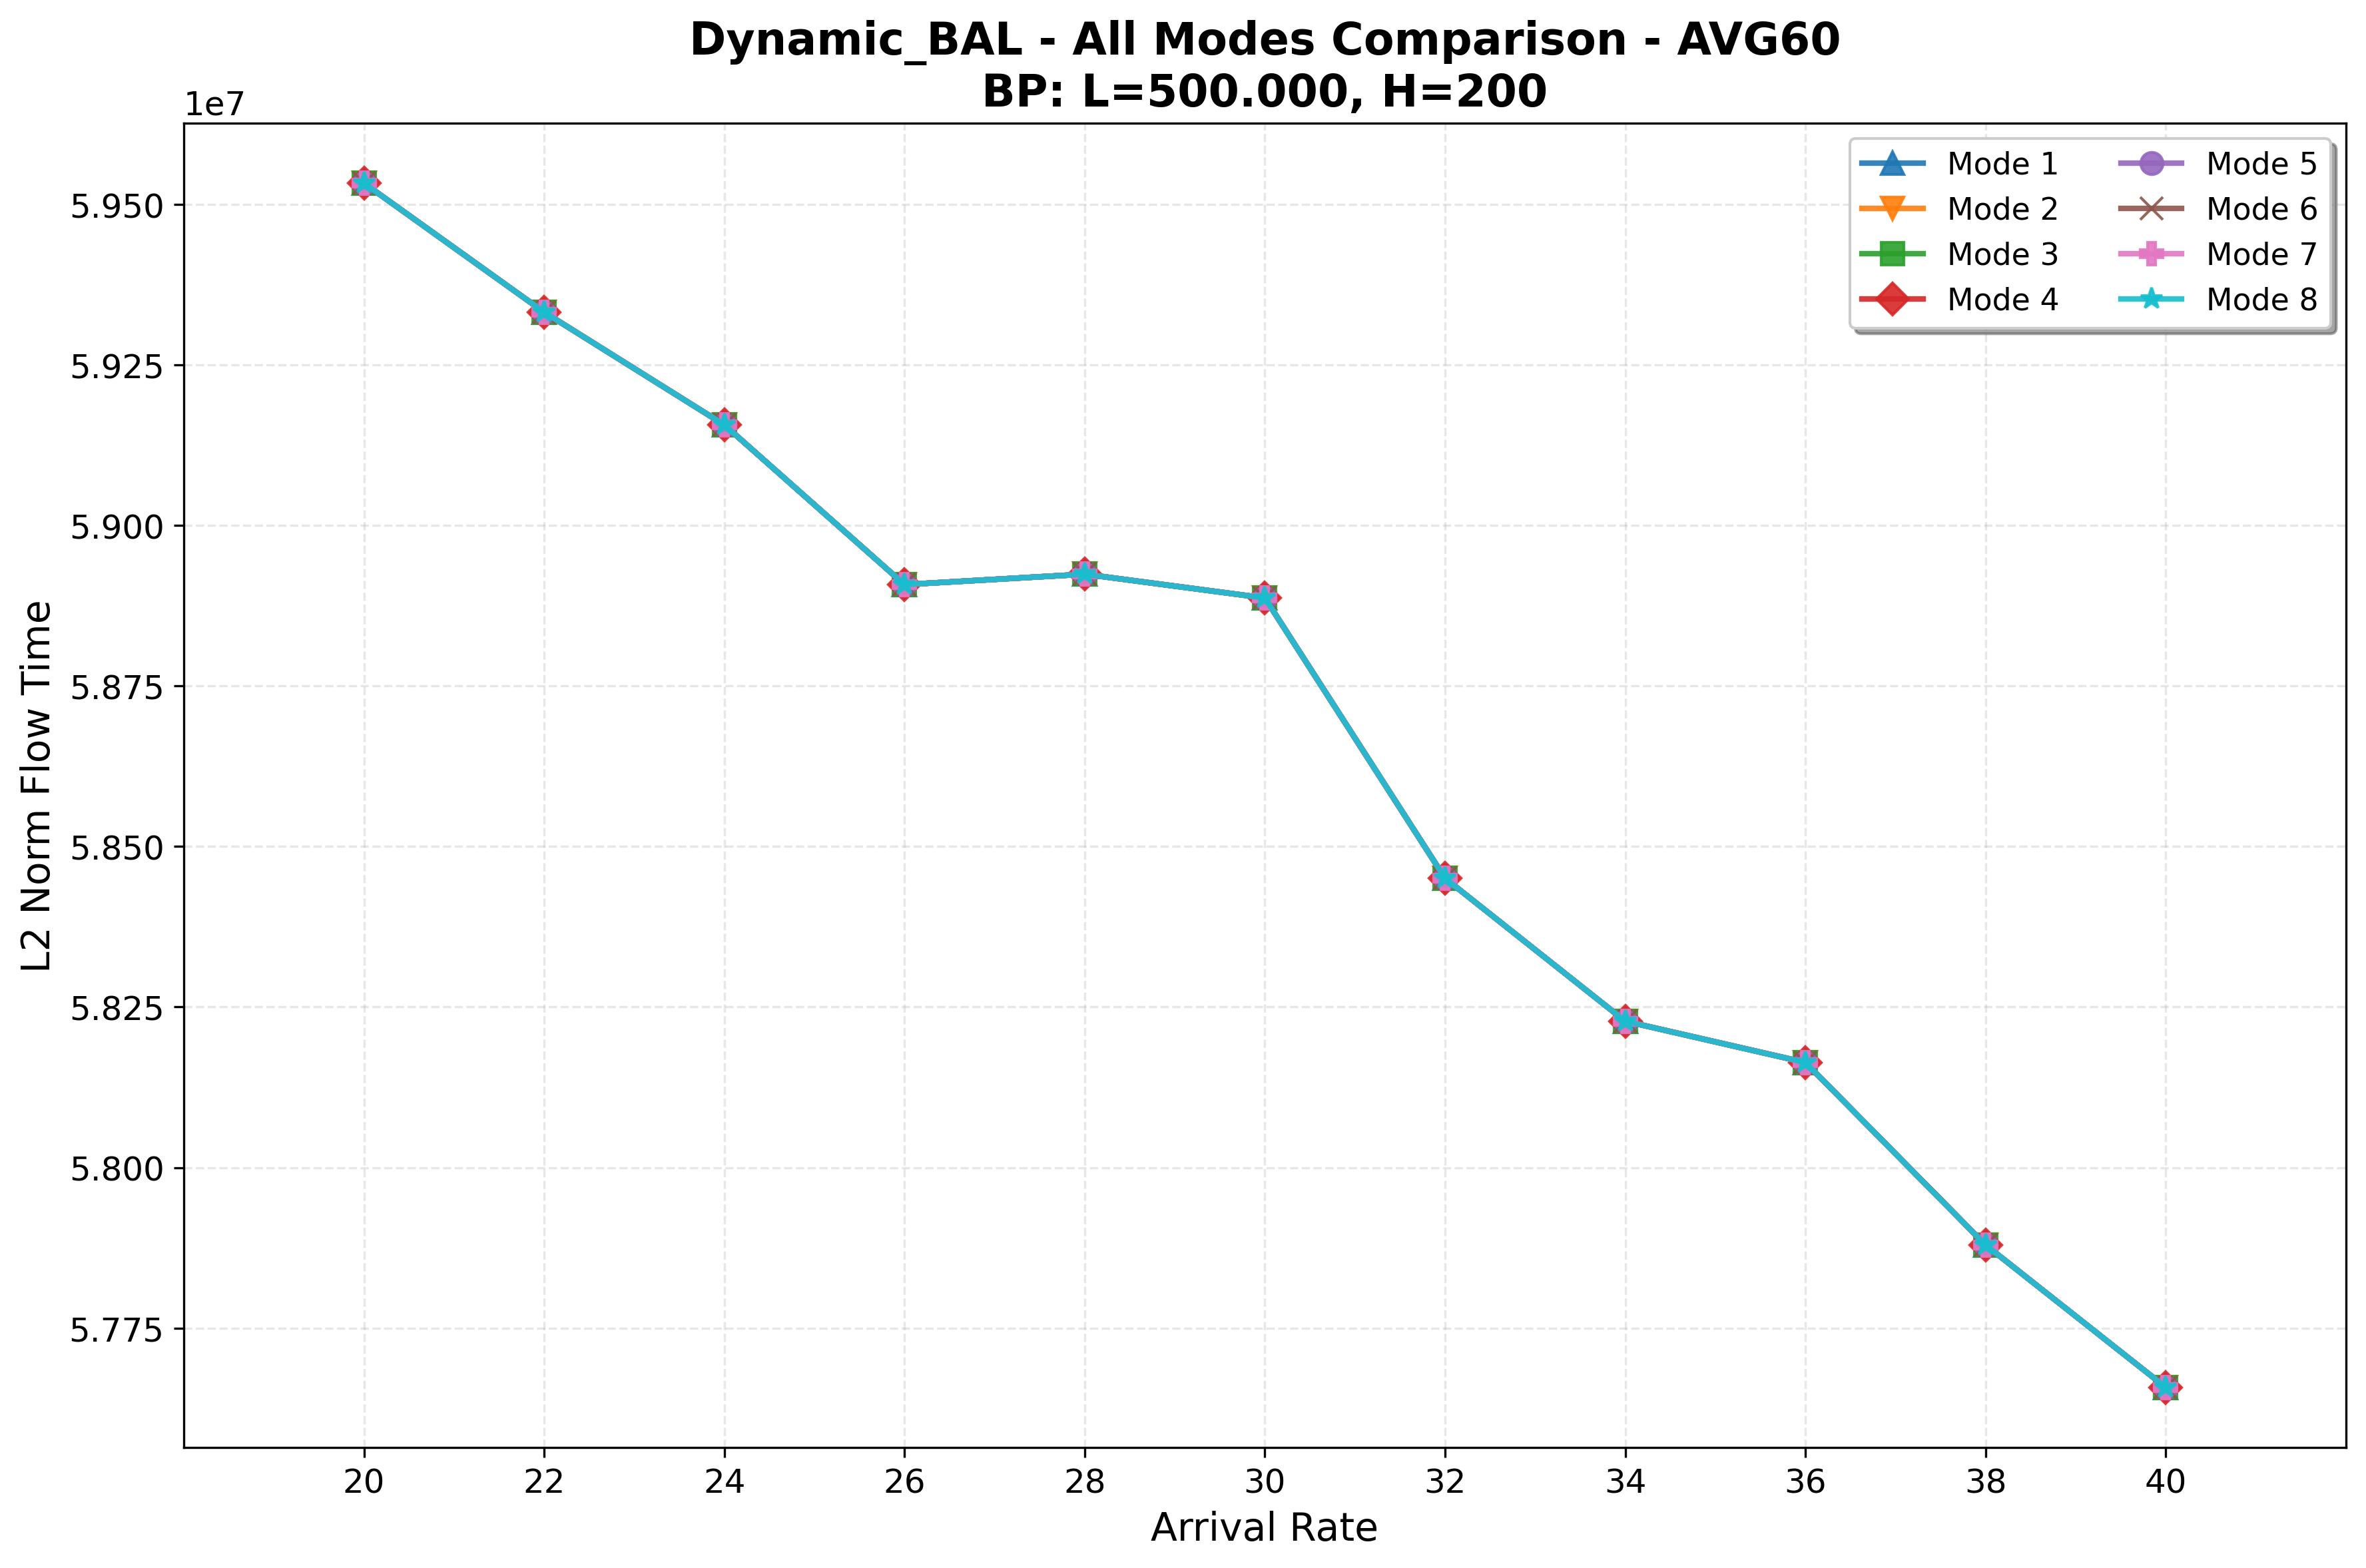 Dynamic_BAL - All Modes Comparison - AVG60
BP: L=500.000, H=200
1e7
Mode 1
Mode 2
Mode 3
Mode 4
Mode 5
Mode 6
Mode 7
Mode 8
L2 Norm Flow Time
5.950
5.925
5.900
5.875
5.850
5.825
5.800
5.775
20 22 24 26 28 30 32 34 36 38 40
Arrival Rate